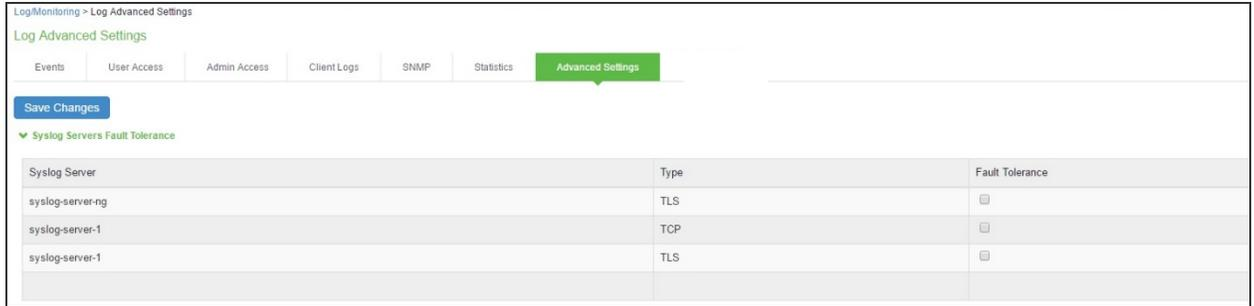 Log/Monitoring > Log Advanced Settings
Log Advanced Settings
Events User Access Admin Access Client Logs SNMP Statistics Advanced Settings
Save Changes
Syslog Servers Fault Tolerance
Syslog Server Type Fault Tolerance
syslog-server-ng TLS
syslog-server-1 TCP
syslog-server-1 TLS